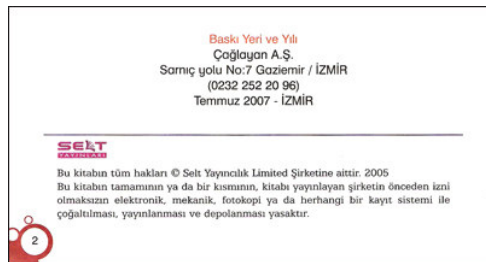 Baskı Yeri ve Yılı
Çağlayan A.Ş.
Sarnıç yolu No:7 Gaziemir / İZMİR
(0232 252 20 96)
Temmuz 2007 - İZMİR
SELT
YAYINLARI
Bu kitabın tüm hakları © Selt Yayıncılık Limited Şirketine aittir. 2005
Bu kitabın tamamının ya da bir kısmının, kitabı yayınlayan şirketin önceden izni
olmaksızın elektronik, mekanik, fotokopi ya da herhangi bir kayıt sistemi ile
çoğaltılması, yayınlanması ve depolanması yasaktır.
2